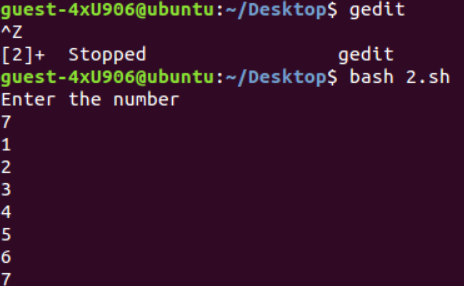 guest-4xU906@ubuntu:~/Desktop$ gedit
^Z
[2]+  Stopped                 gedit
guest-4xU906@ubuntu:~/Desktop$ bash 2.sh
Enter the number
7
1
2
3
4
5
6
7